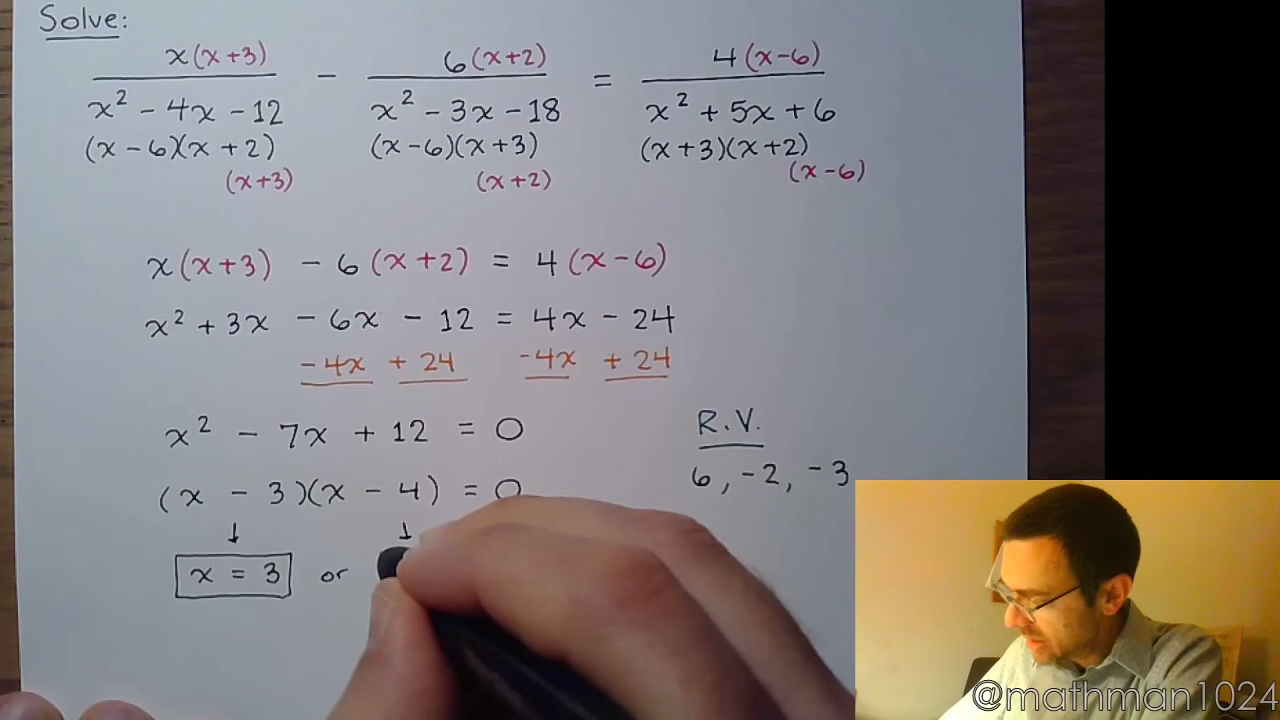 Solve:
x(x+3) / x² - 4x - 12 - 6(x+2) / x² - 3x - 18 = 4(x-6) / x² + 5x + 6
(x-6)(x+2) (x-6)(x+3) (x+3)(x+2)
(x+3) (x+2) (x-6)
x(x+3) - 6(x+2) = 4(x-6)
x² + 3x - 6x - 12 = 4x - 24
-4x + 24 -4x + 24
x² - 7x + 12 = 0
R.V.
6, -2, -3
(x - 3)(x - 4) = 0
↓ ↓
x = 3 or
@mathman1024